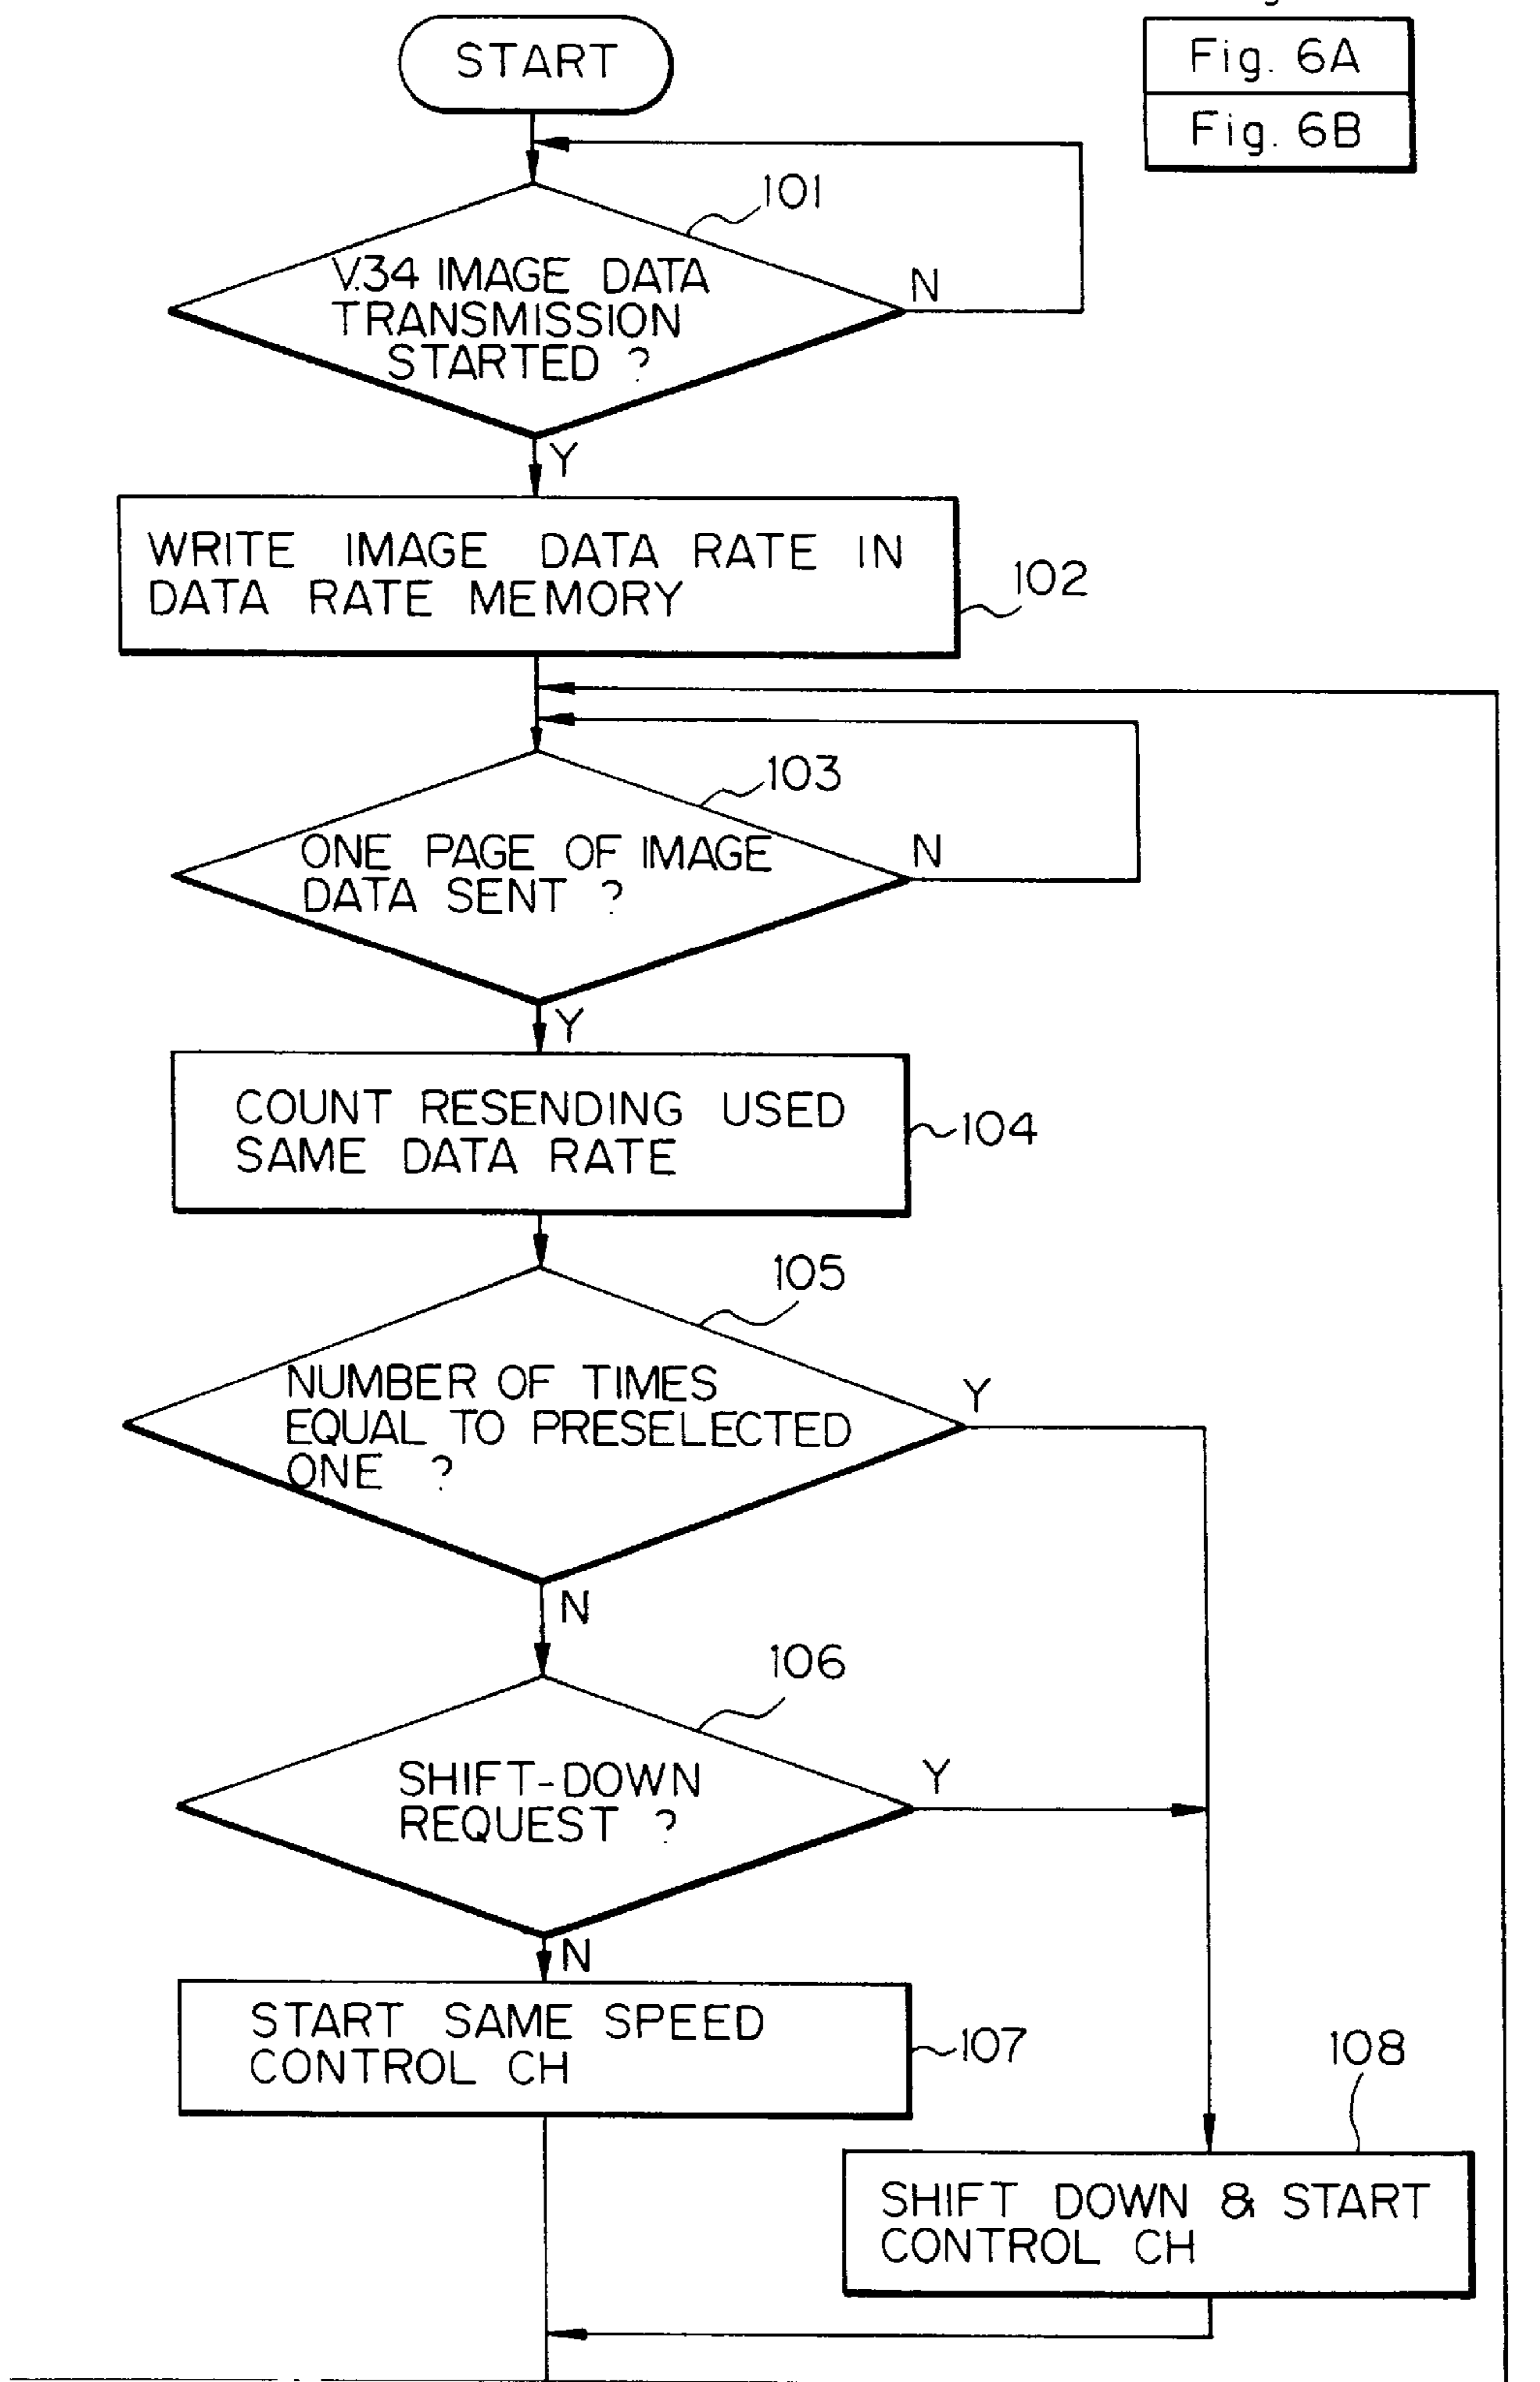 START
Fig. 6A
Fig. 6B
101
V.34 IMAGE DATA
TRANSMISSION
STARTED ?
N
Y
WRITE IMAGE DATA RATE IN
DATA RATE MEMORY
102
103
ONE PAGE OF IMAGE
DATA SENT ?
N
Y
COUNT RESENDING USED
SAME DATA RATE
104
105
NUMBER OF TIMES
EQUAL TO PRESELECTED
ONE ?
Y
N
106
SHIFT-DOWN
REQUEST ?
Y
N
START SAME SPEED
CONTROL CH
107
108
SHIFT DOWN & START
CONTROL CH